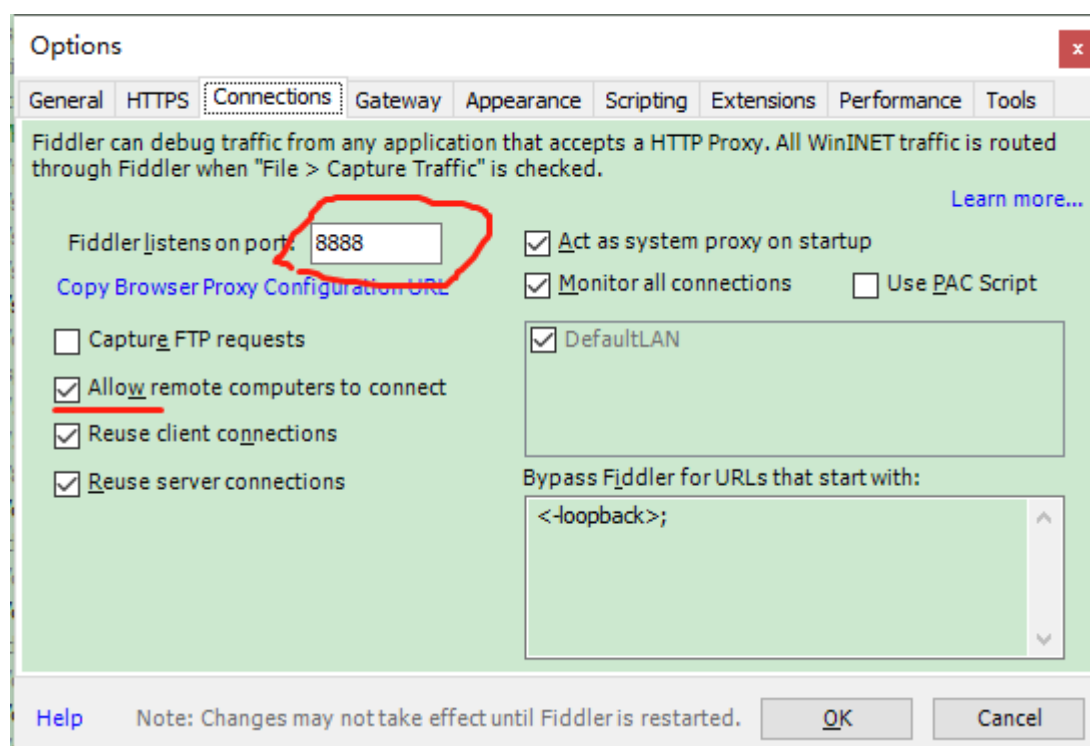 Options
x
General HTTPS Connections Gateway Appearance Scripting Extensions Performance Tools
Fiddler can debug traffic from any application that accepts a HTTP Proxy. All WinINET traffic is routed
through Fiddler when "File > Capture Traffic" is checked.
Learn more...
Fiddler listens on port: 8888
Copy Browser Proxy Configuration URL
Capture FTP requests
Allow remote computers to connect
Reuse client connections
Reuse server connections
Act as system proxy on startup
Monitor all connections Use PAC Script
DefaultLAN
Bypass Fiddler for URLs that start with:
<-loopback>;
Help Note: Changes may not take effect until Fiddler is restarted. OK Cancel